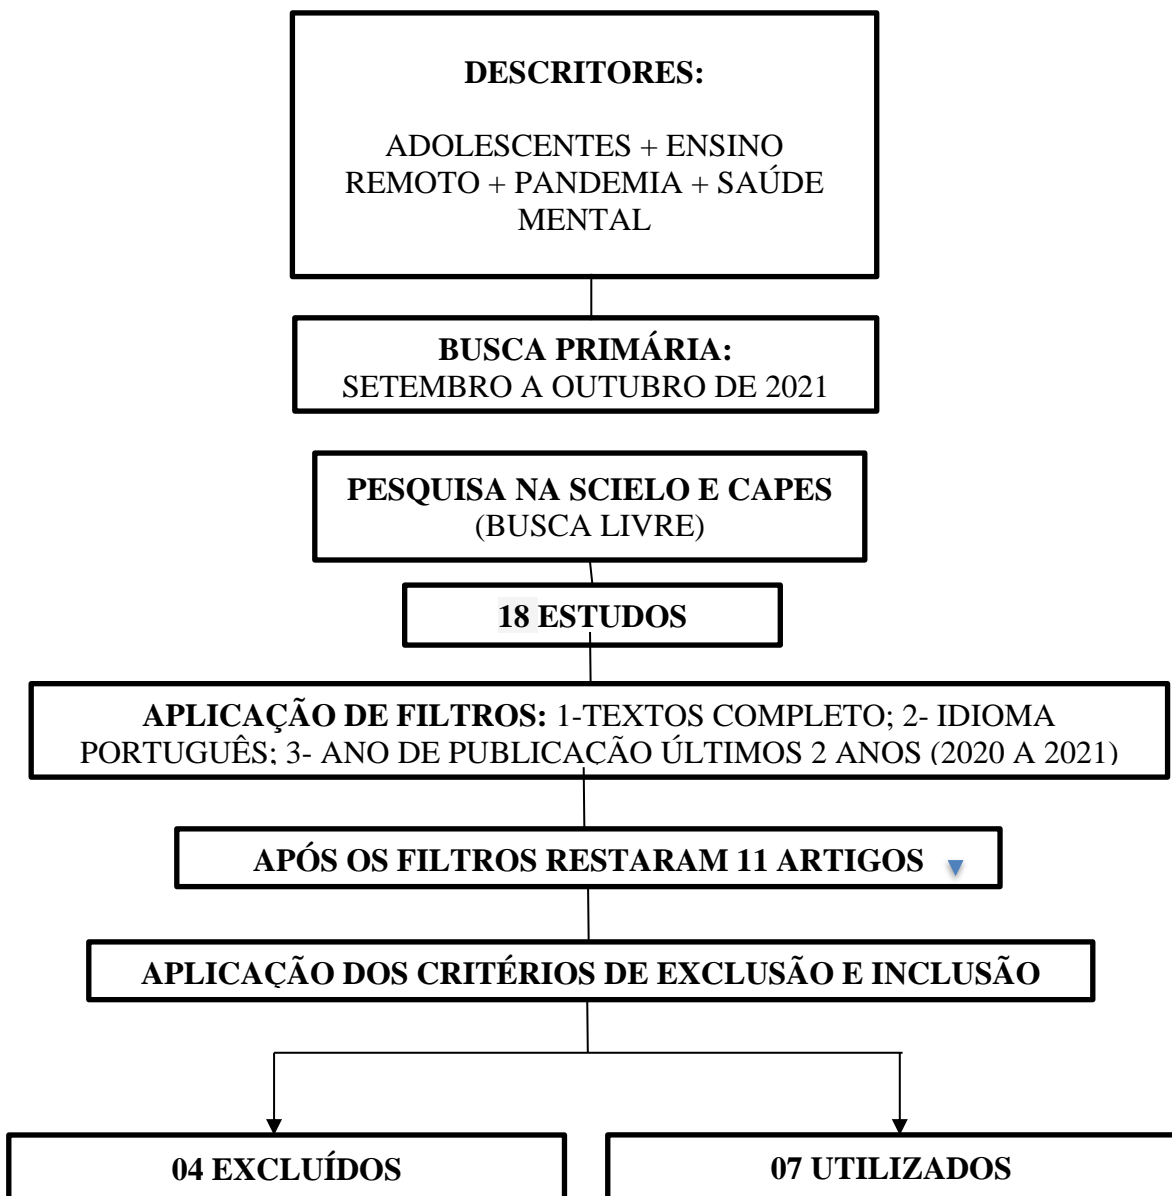 DESCRITORES:
ADOLESCENTES + ENSINO
REMOTO + PANDEMIA + SAÚDE
MENTAL
BUSCA PRIMÁRIA:
SETEMBRO A OUTUBRO DE 2021
PESQUISA NA SCIELO E CAPES
(BUSCA LIVRE)
18 ESTUDOS
APLICAÇÃO DE FILTROS: 1-TEXTOS COMPLETO; 2- IDIOMA
PORTUGUÊS; 3- ANO DE PUBLICAÇÃO ÚLTIMOS 2 ANOS (2020 A 2021)
APÓS OS FILTROS RESTARAM 11 ARTIGOS
APLICAÇÃO DOS CRITÉRIOS DE EXCLUSÃO E INCLUSÃO
04 EXCLUÍDOS
07 UTILIZADOS